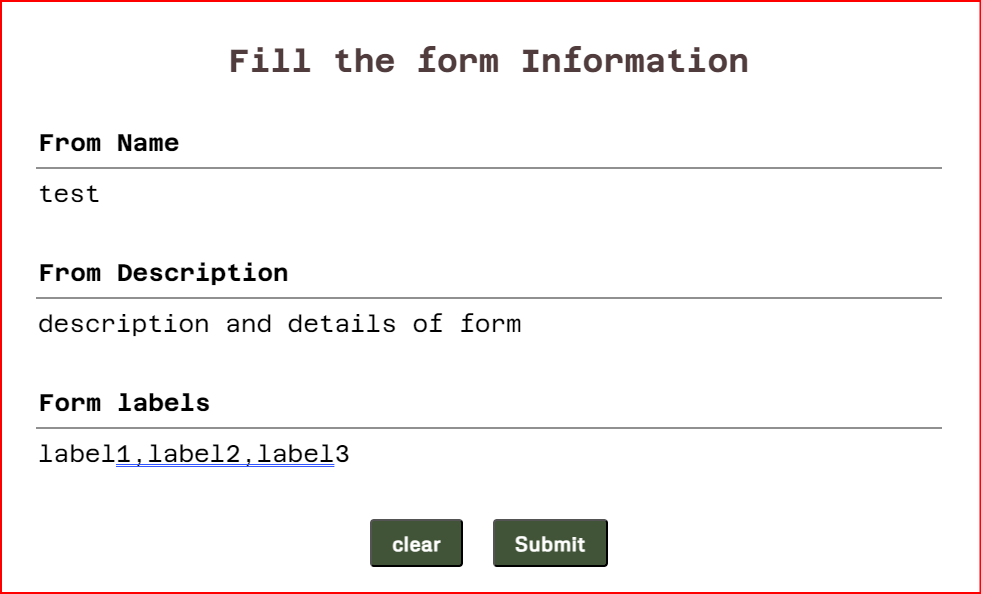 Fill the form Information
From Name
test
From Description
description and details of form
Form labels
label1,label2,label3
clear Submit